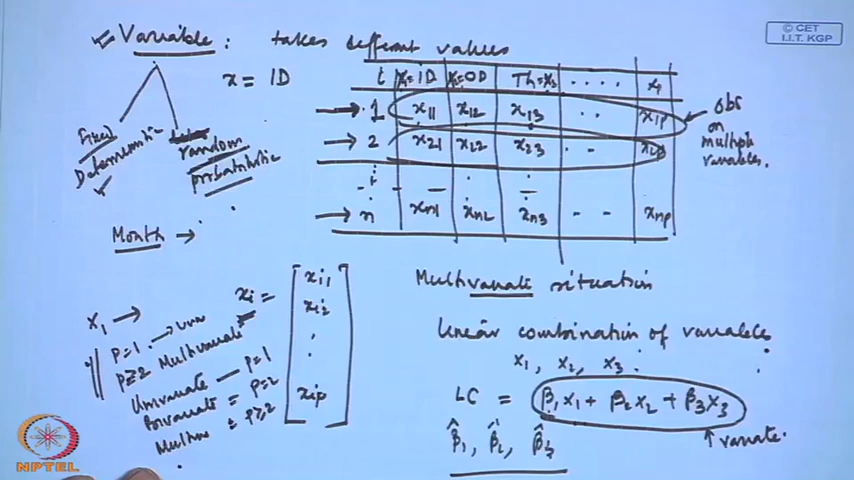 © CET
I.I.T. KGP
Variable : takes different values
x = ID
t x₁=ID x₂=OD Th=x₃ . . . . xₚ
1 x₁₁ x₁₂ x₁₃ . . x₁ₚ
2 x₂₁ x₂₂ x₂₃ . . x₂ₚ
n xₙ₁ xₙ₂ xₙ₃ - - xₙₚ
obs
on
multiple
variables.
Fixed
Deterministic
random
probabilistic
Month →
Multivariate situation
xᵢ =
xᵢ₁
xᵢ₂
xᵢₚ
X₁ →
p=1 → Uni
p≥2 Multivariate
Univariate — p=1
Bivariate = p=2
p≥2
Linear combination of variables
X₁, X₂, X₃
LC = β₁X₁ + β₂X₂ + β₃X₃
β̂₁, β̂₂, β̂₃
↑ variate.
NPTEL